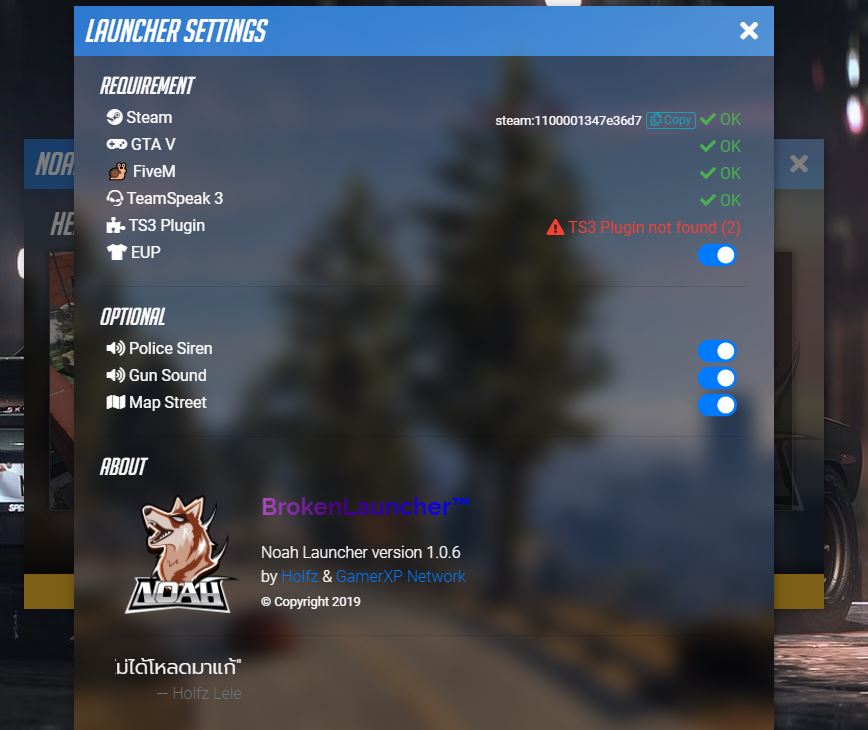 LAUNCHER SETTINGS
REQUIREMENT
Steam steam:1100001347e36d7 Copy OK
GTA V OK
FiveM OK
TeamSpeak 3 OK
TS3 Plugin TS3 Plugin not found (2)
EUP
OPTIONAL
Police Siren
Gun Sound
Map Street
ABOUT
BrokenLauncher™
Noah Launcher version 1.0.6
by Holfz & GamerXP Network
© Copyright 2019
NOAH
ไม่ได้โหลดมาแก้"
— Holfz Lele